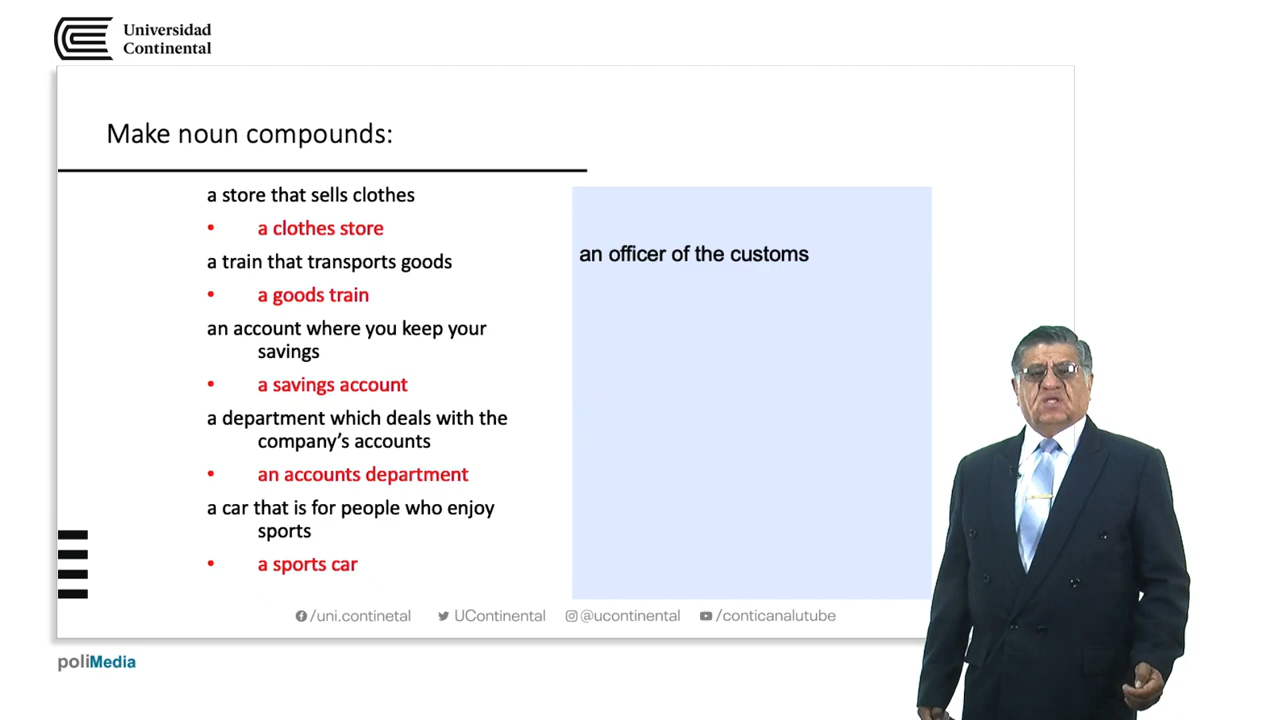 Universidad
Continental
Make noun compounds:
a store that sells clothes
• a clothes store
a train that transports goods
• a goods train
an account where you keep your
savings
• a savings account
a department which deals with the
company’s accounts
• an accounts department
a car that is for people who enjoy
sports
• a sports car
an officer of the customs
/uni.continetal UContinental @ucontinental /conticanalutube
poliMedia